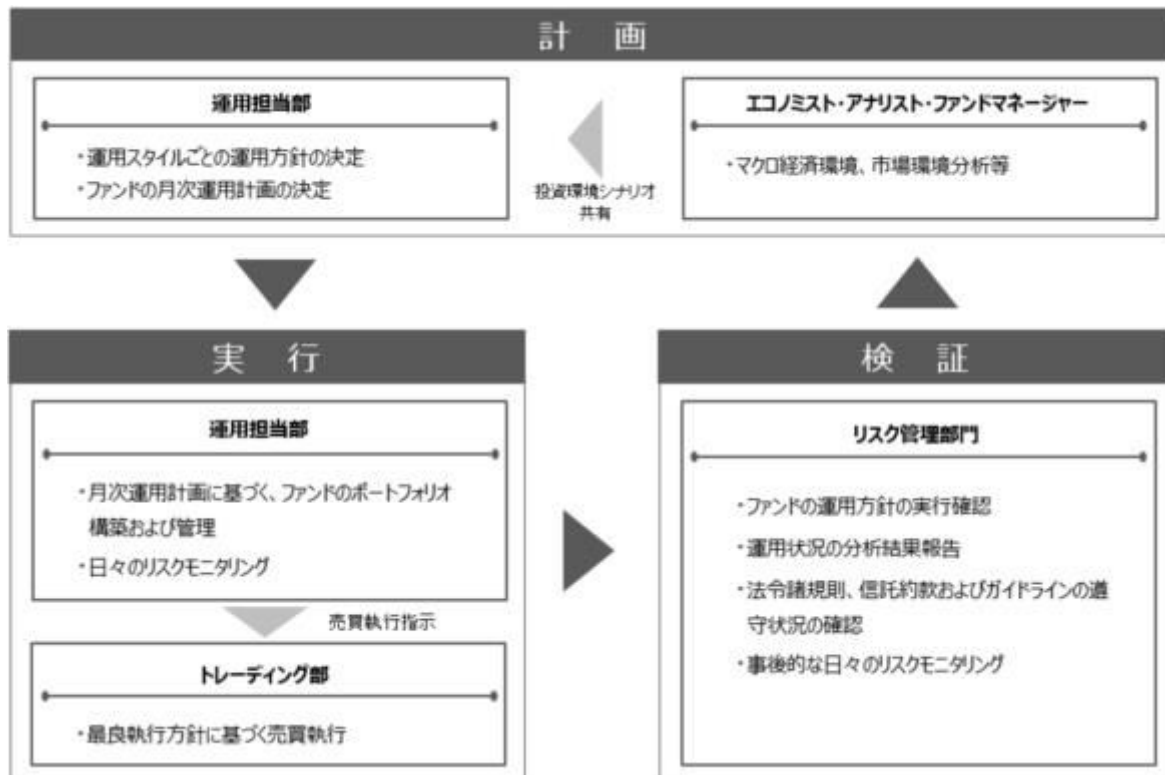 計　画
運用担当部
・運用スタイルごとの運用方針の決定
・ファンドの月次運用計画の決定
投資環境シナリオ
共有
エコノミスト・アナリスト・ファンドマネージャー
・マクロ経済環境、市場環境分析等
実　行
運用担当部
・月次運用計画に基づく、ファンドのポートフォリオ
構築および管理
・日々のリスクモニタリング
売買執行指示
トレーディング部
・最良執行方針に基づく売買執行
検　証
リスク管理部門
・ファンドの運用方針の実行確認
・運用状況の分析結果報告
・法令諸規則、信託約款およびガイドラインの遵
守状況の確認
・事後的な日々のリスクモニタリング